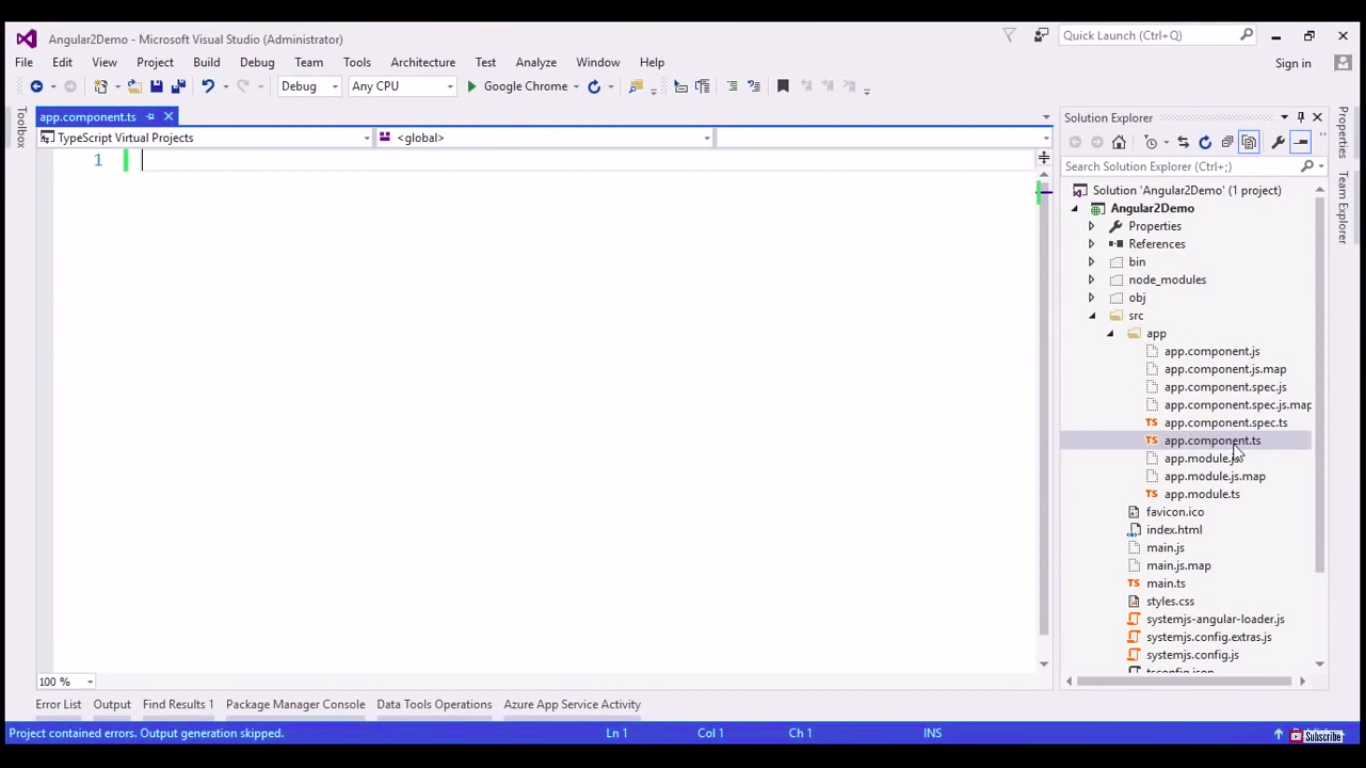 Angular2Demo - Microsoft Visual Studio (Administrator)
Quick Launch (Ctrl+Q)
File Edit View Project Build Debug Team Tools Architecture Test Analyze Window Help
Sign in
Debug Any CPU Google Chrome
Toolbox
app.component.ts
TypeScript Virtual Projects <global>
1
100 %
Solution Explorer
Search Solution Explorer (Ctrl+;)
Solution 'Angular2Demo' (1 project)
Angular2Demo
Properties
References
bin
node_modules
obj
src
app
app.component.js
app.component.js.map
app.component.spec.js
app.component.spec.js.map
app.component.spec.ts
app.component.ts
app.module.js
app.module.js.map
app.module.ts
favicon.ico
index.html
main.js
main.js.map
main.ts
styles.css
systemjs-angular-loader.js
systemjs.config.extras.js
systemjs.config.js
tsconfig.json
Properties
Team Explorer
Error List Output Find Results 1 Package Manager Console Data Tools Operations Azure App Service Activity
Project contained errors. Output generation skipped. Ln 1 Col 1 Ch 1 INS
Subscribe